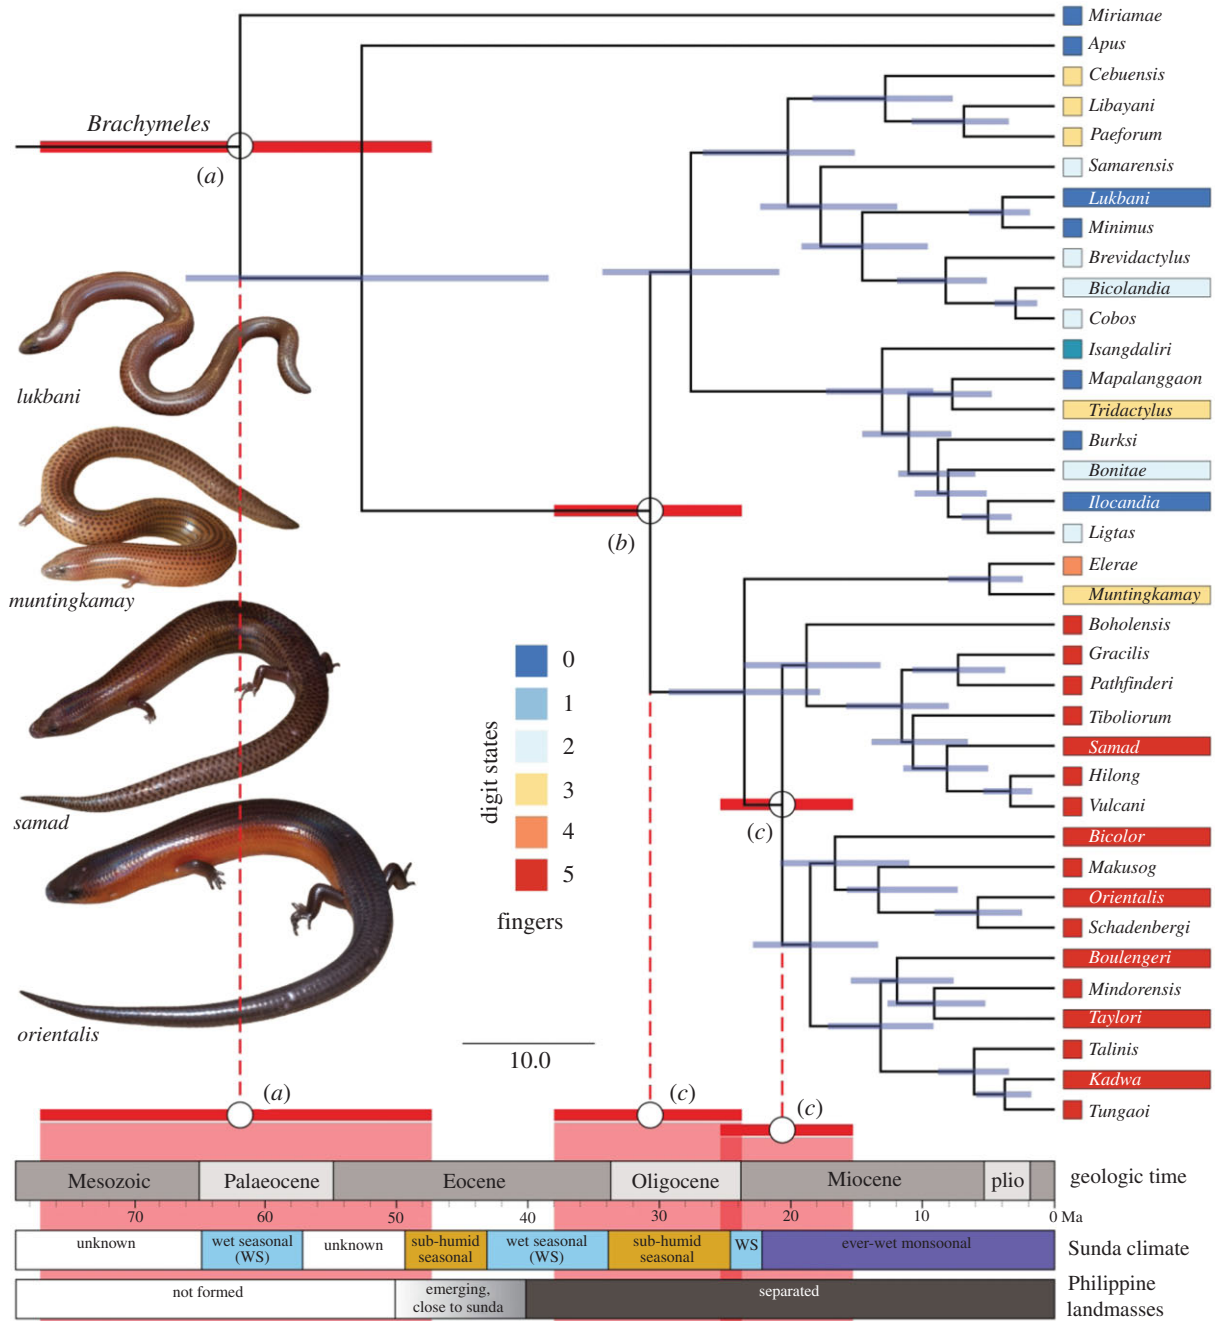 Miriamae
Apus
Cebuensis
Libayani
Paeforum
Samarensis
Lukbani
Minimus
Brevidactylus
Bicolandia
Cobos
Isangdaliri
Mapalanggaon
Tridactylus
Burksi
Bonitae
Ilocandia
Ligtas
Elerae
Muntingkamay
Boholensis
Gracilis
Pathfinderi
Tiboliorum
Samad
Hilong
Vulcani
Bicolor
Makusog
Orientalis
Schadenbergi
Boulengeri
Mindorensis
Taylori
Talinis
Kadwa
Tungaoi
Brachymeles
(a)
(b)
(c)
lukbani
muntingkamay
samad
orientalis
digit states
0
1
2
3
4
5
fingers
10.0
(a)
(c)
(c)
Mesozoic Palaeocene Eocene Oligocene Miocene plio geologic time
70 60 50 40 30 20 10 0 Ma
unknown wet seasonal (WS) unknown sub-humid seasonal wet seasonal (WS) sub-humid seasonal WS ever-wet monsoonal Sunda climate
not formed emerging, close to sunda separated Philippine landmasses